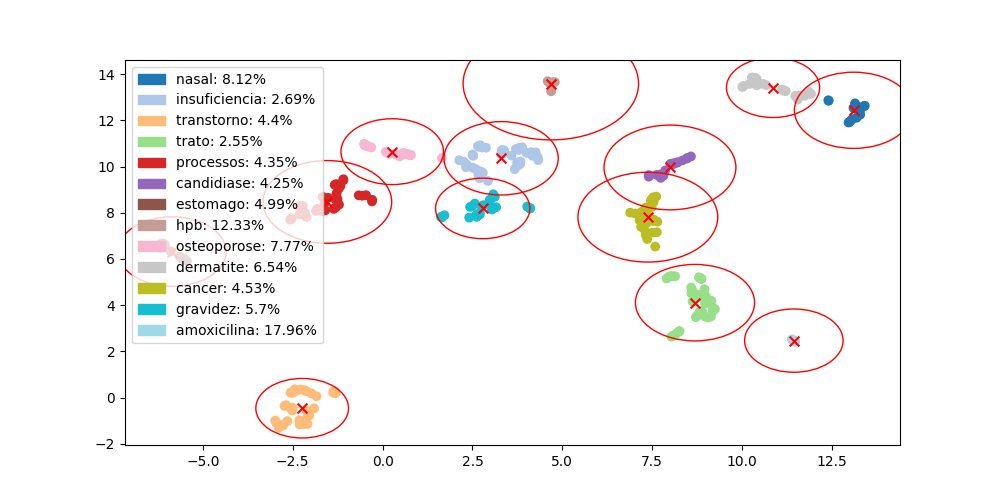 nasal: 8.12%
insuficiencia: 2.69%
transtorno: 4.4%
trato: 2.55%
processos: 4.35%
candidiase: 4.25%
estomago: 4.99%
hpb: 12.33%
osteoporose: 7.77%
dermatite: 6.54%
cancer: 4.53%
gravidez: 5.7%
amoxicilina: 17.96%
14
12
10
8
6
4
2
0
−2
−5.0 −2.5 0.0 2.5 5.0 7.5 10.0 12.5